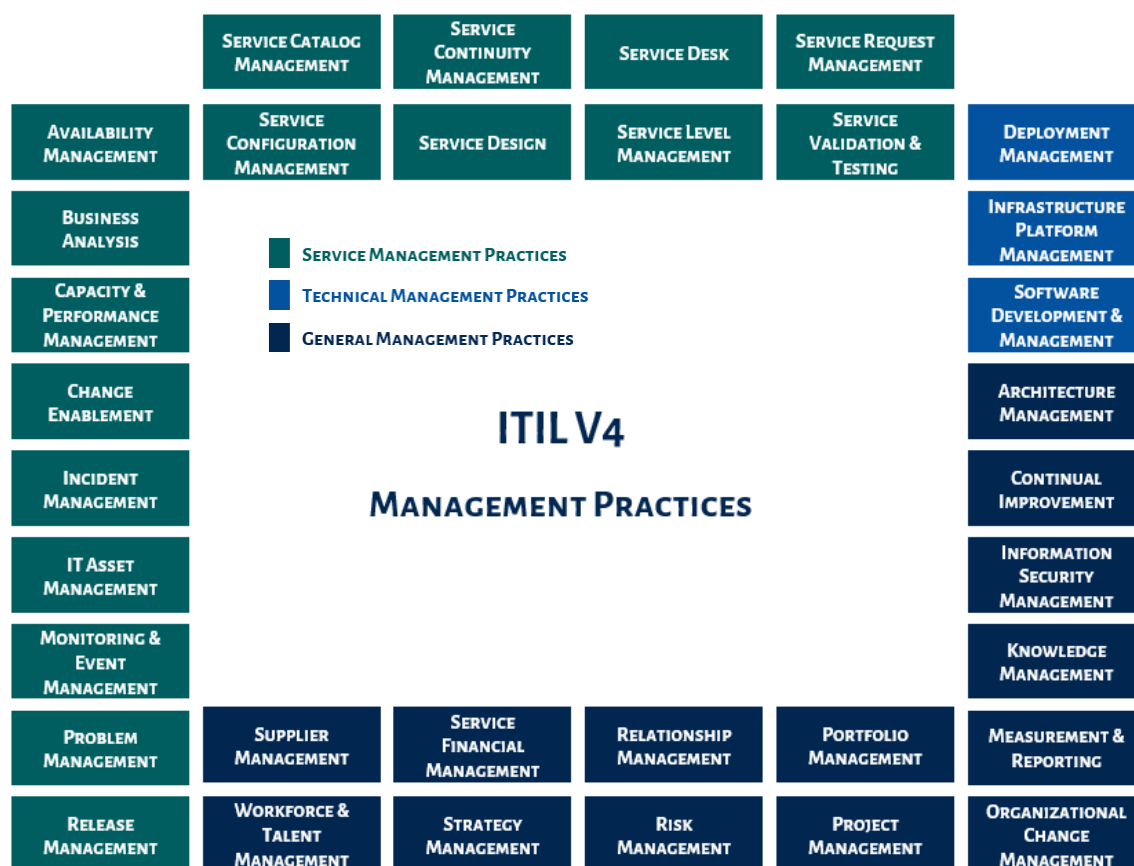 Service Catalog
Management
Service
Continuity
Management
Service Desk
Service Request
Management
Availability
Management
Service
Configuration
Management
Service Design
Service Level
Management
Service
Validation &
Testing
Deployment
Management
Business
Analysis
Infrastructure
Platform
Management
Service Management Practices
Technical Management Practices
General Management Practices
Capacity &
Performance
Management
Software
Development &
Management
Change
Enablement
Architecture
Management
ITIL V4
Management Practices
Incident
Management
Continual
Improvement
IT Asset
Management
Information
Security
Management
Monitoring &
Event
Management
Knowledge
Management
Problem
Management
Supplier
Management
Service
Financial
Management
Relationship
Management
Portfolio
Management
Measurement &
Reporting
Release
Management
Workforce &
Talent
Management
Strategy
Management
Risk
Management
Project
Management
Organizational
Change
Management